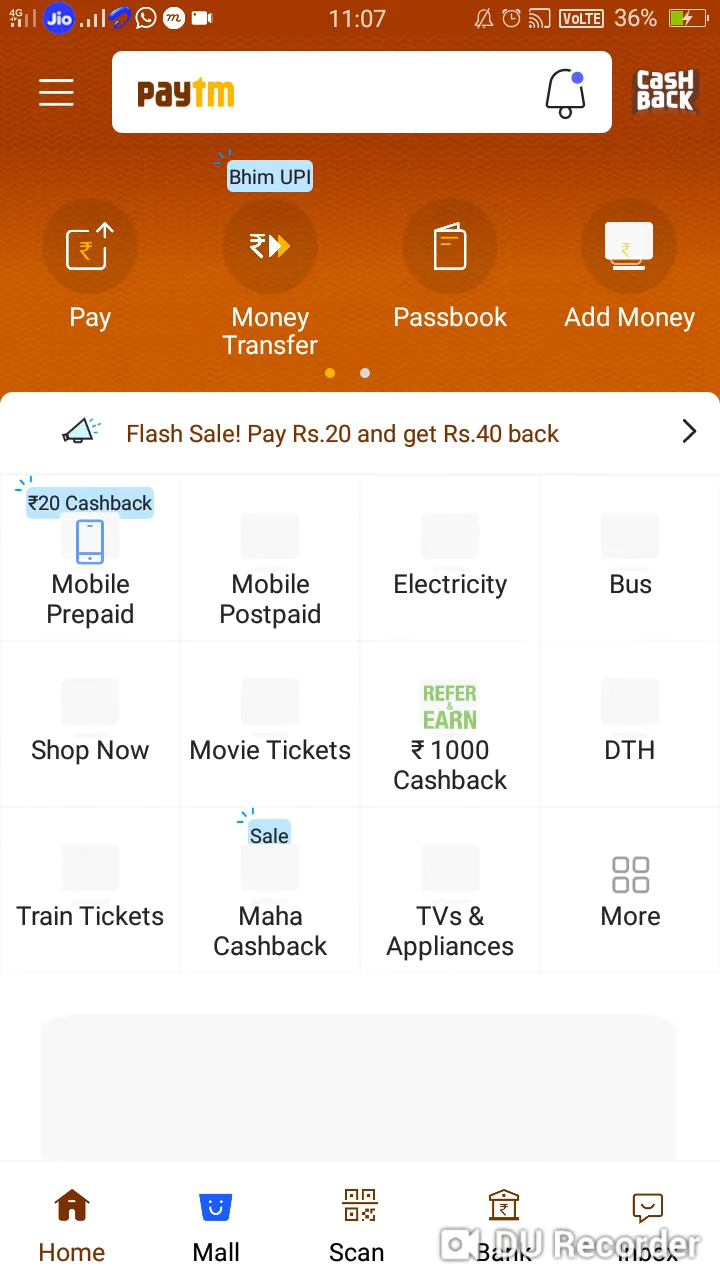 4G Jio 11:07 VoLTE 36%
paytm
CASH
BACK
Bhim UPI
Pay
Money
Transfer
Passbook
Add Money
Flash Sale! Pay Rs.20 and get Rs.40 back
₹20 Cashback
Mobile
Prepaid
Mobile
Postpaid
Electricity
Bus
Shop Now
Movie Tickets
REFER
&
EARN
₹ 1000
Cashback
DTH
Train Tickets
Sale
Maha
Cashback
TVs &
Appliances
More
Home
Mall
Scan
Bank
Inbox
DU Recorder